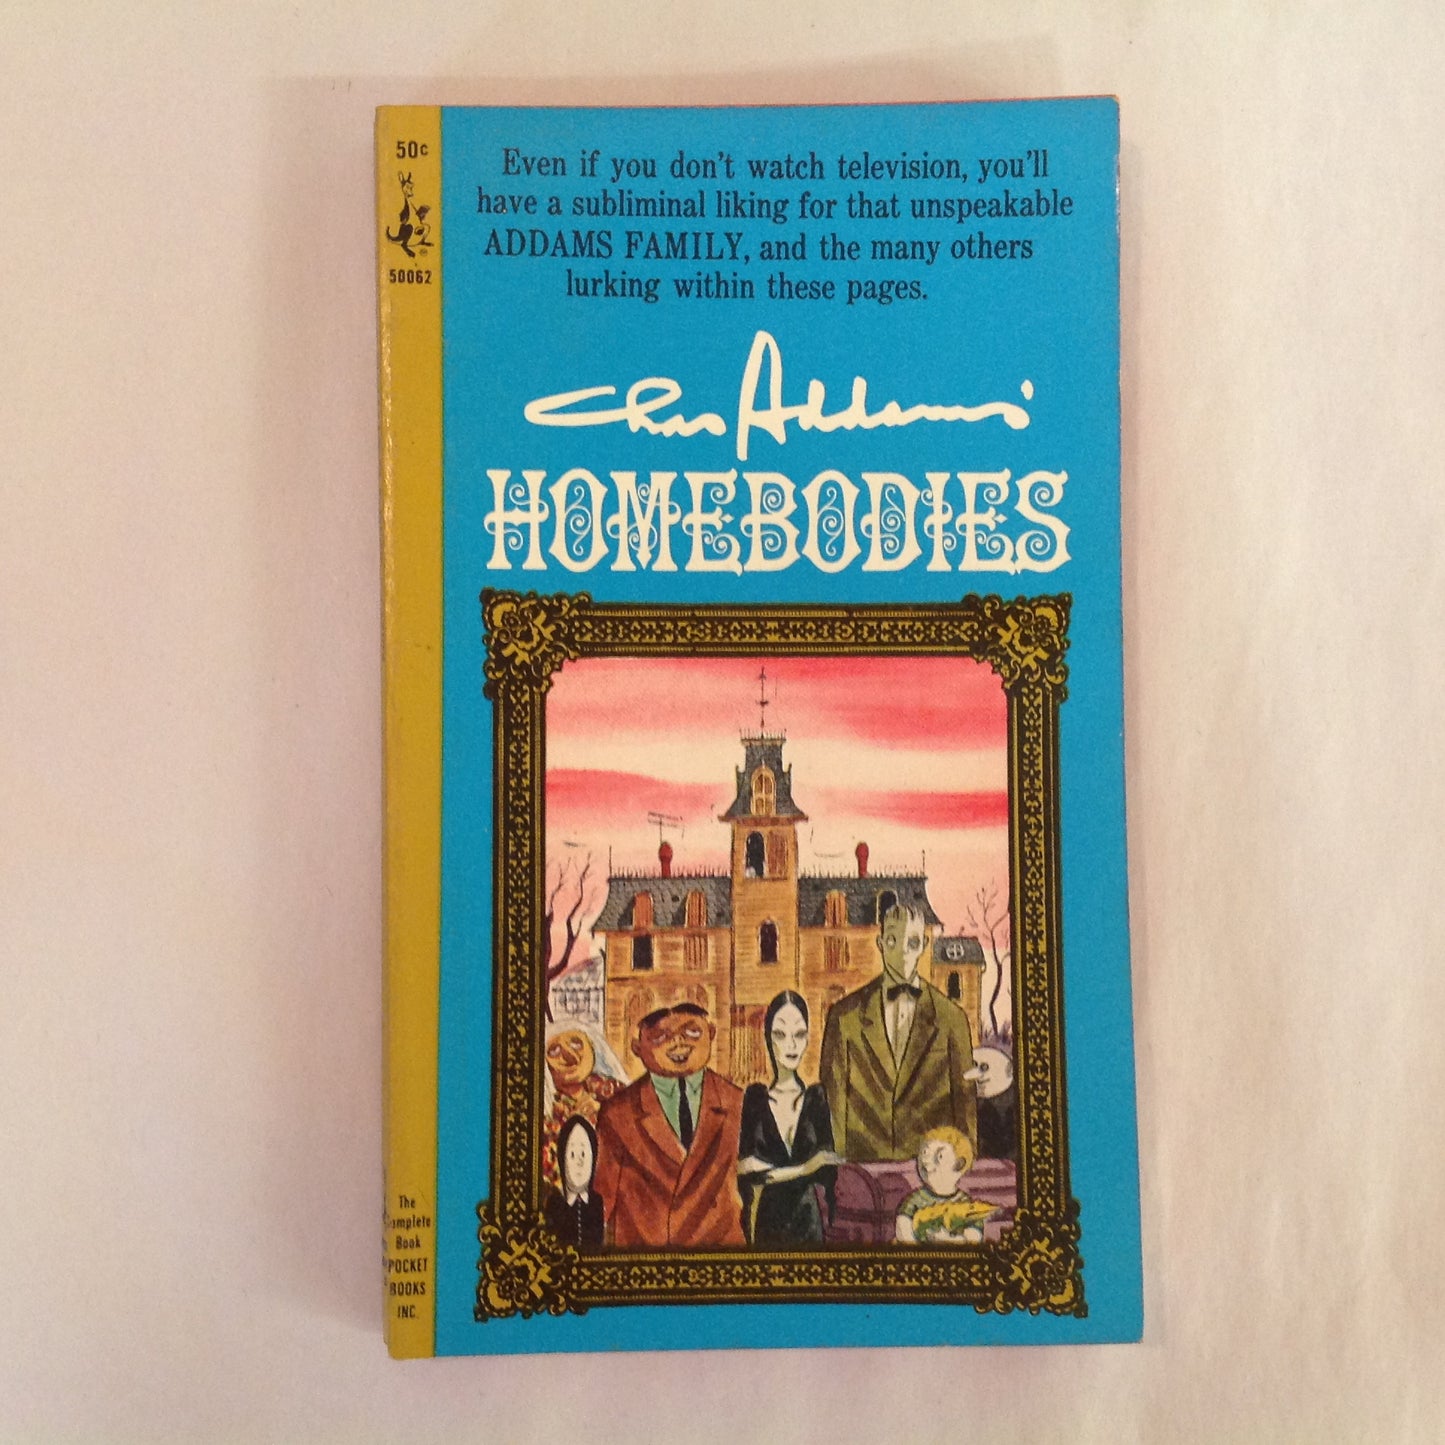 50c
50062
Even if you don't watch television, you'll
have a subliminal liking for that unspeakable
ADDAMS FAMILY, and the many others
lurking within these pages.
Chas Addams'
HOMEBODIES
The
Complete
Book
POCKET
BOOKS
INC.